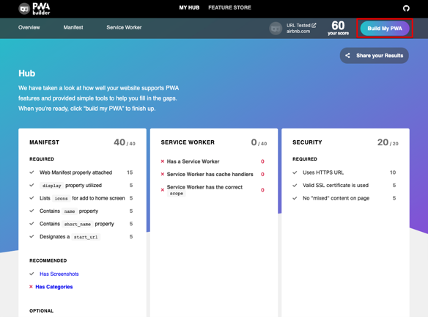 PWA builder
MY HUB
FEATURE STORE
Overview
Manifest
Service Worker
URL Tested
airbnb.com
60
your score
Build My PWA
Share your Results
Hub
We have taken a look at how well your website supports PWA
features and provided simple tools to help you fill in the gaps.
When you're ready, click "build my PWA" to finish up.
MANIFEST 40 / 40
REQUIRED
Web Manifest properly attached 15
display property utilized 5
Lists icons for add to home screen 5
Contains name property 5
Contains short_name property 5
Designates a start_url 5
RECOMMENDED
Has Screenshots
Has Categories
OPTIONAL
SERVICE WORKER 0 / 40
Has a Service Worker 0
Service Worker has cache handlers 0
Service Worker has the correct 0
scope
SECURITY 20 / 20
REQUIRED
Uses HTTPS URL 10
Valid SSL certificate is used 5
No "mixed" content on page 5